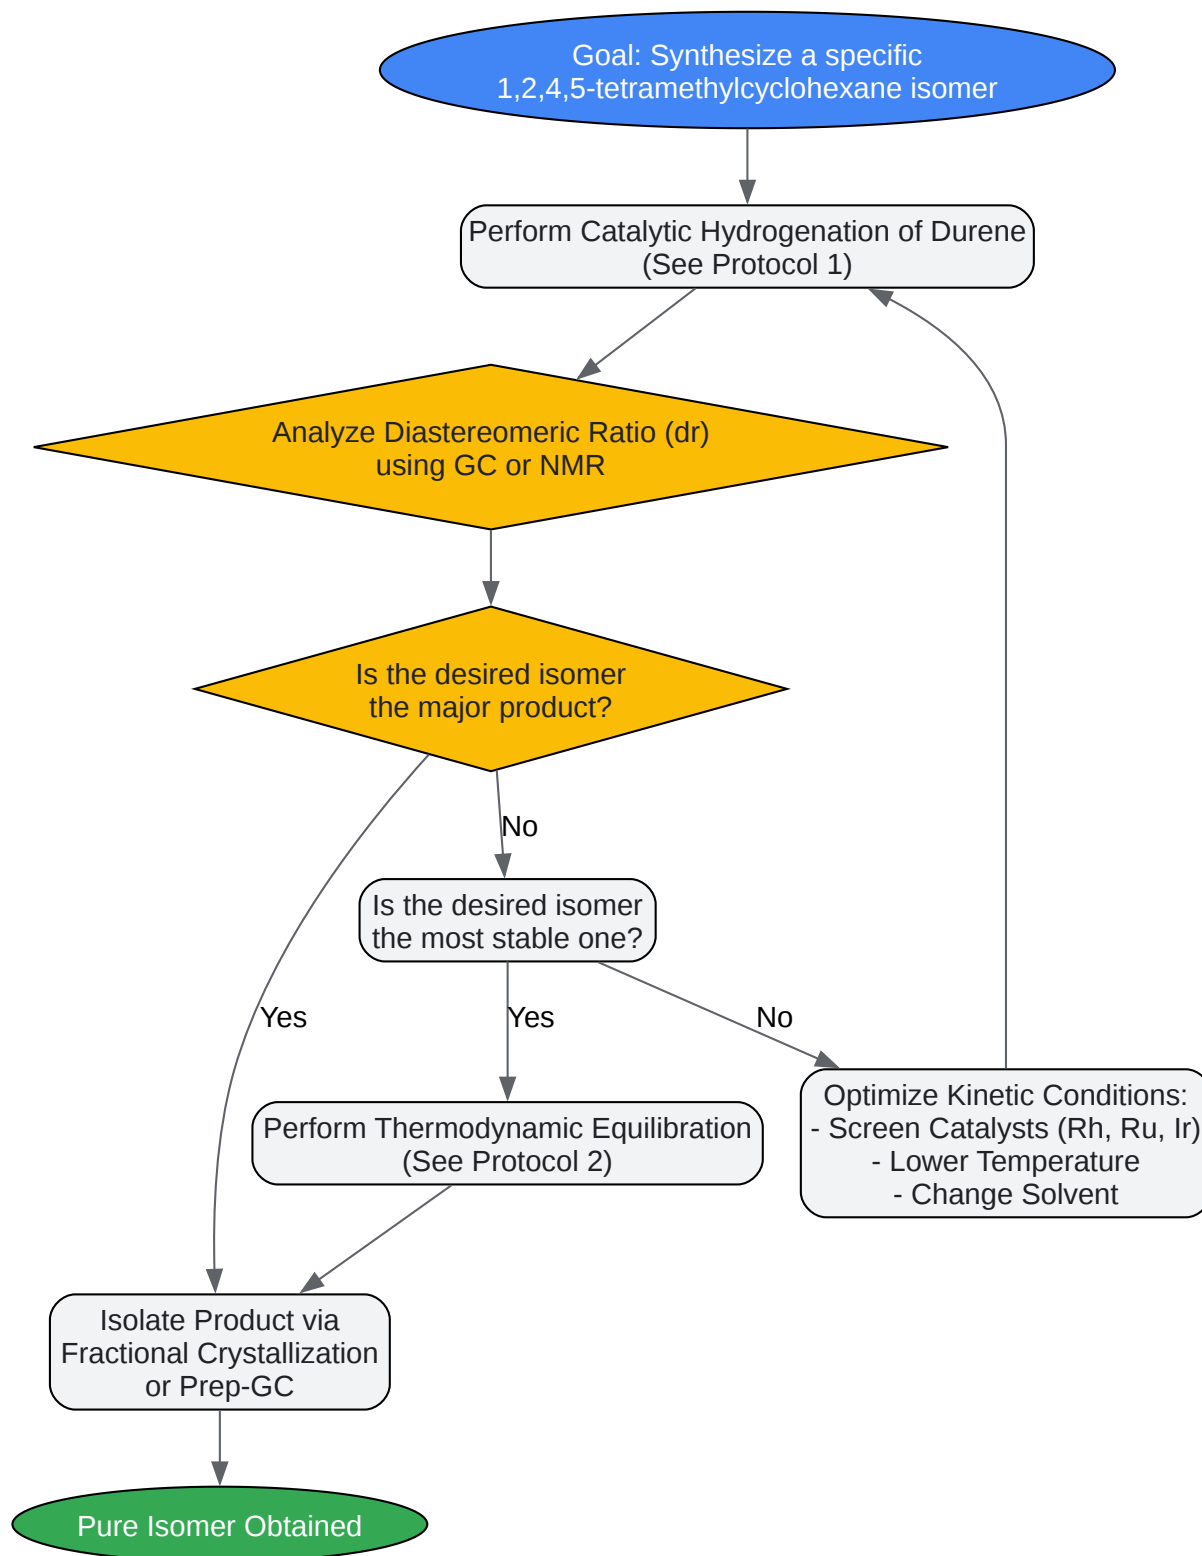 Goal: Synthesize a specific
1,2,4,5-tetramethylcyclohexane isomer
Perform Catalytic Hydrogenation of Durene
(See Protocol 1)
Analyze Diastereomeric Ratio (dr)
using GC or NMR
Is the desired isomer
the major product?
No
Is the desired isomer
the most stable one?
Yes
Yes
No
Perform Thermodynamic Equilibration
(See Protocol 2)
Optimize Kinetic Conditions:
- Screen Catalysts (Rh, Ru, Ir)
- Lower Temperature
- Change Solvent
Isolate Product via
Fractional Crystallization
or Prep-GC
Pure Isomer Obtained